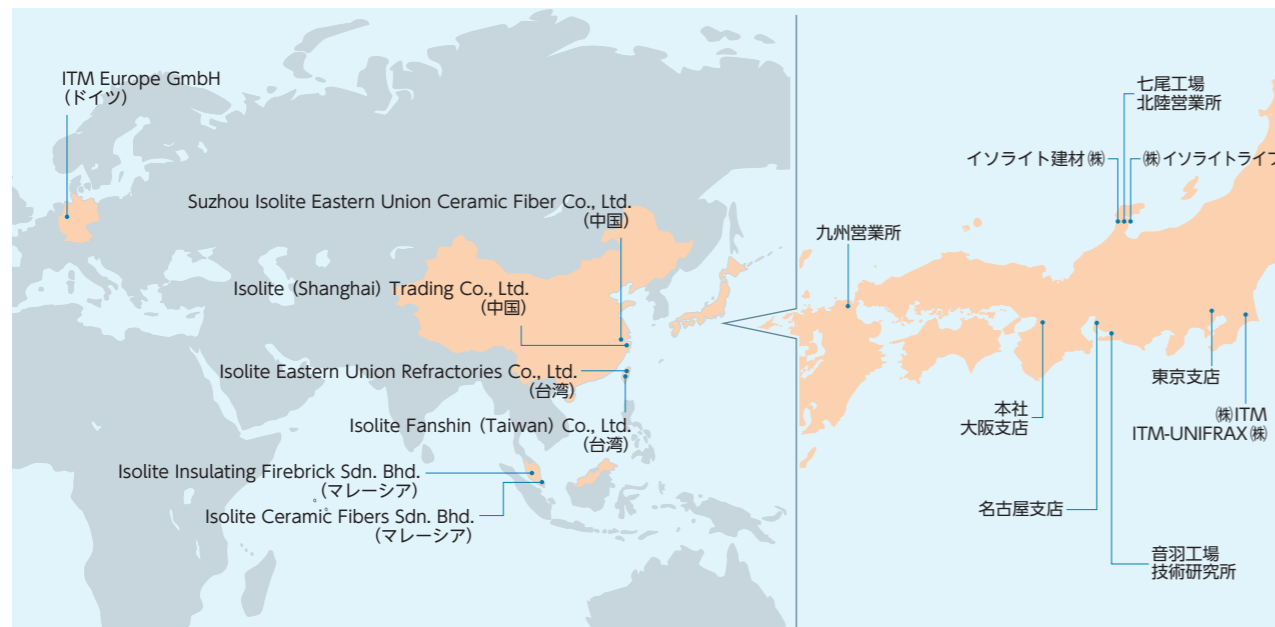 ITM Europe GmbH
（ドイツ）
Suzhou Isolite Eastern Union Ceramic Fiber Co., Ltd.
（中国）
Isolite（Shanghai）Trading Co., Ltd.
（中国）
Isolite Eastern Union Refractories Co., Ltd.
（台湾）
Isolite Fanshin（Taiwan）Co., Ltd.
（台湾）
Isolite Insulating Firebrick Sdn. Bhd.
（マレーシア）
Isolite Ceramic Fibers Sdn. Bhd.
（マレーシア）
七尾工場
北陸営業所
イソライト建材㈱
㈱イソライトライフ
九州営業所
東京支店
本社
大阪支店
㈱ITM
ITM-UNIFRAX㈱
名古屋支店
音羽工場
技術研究所